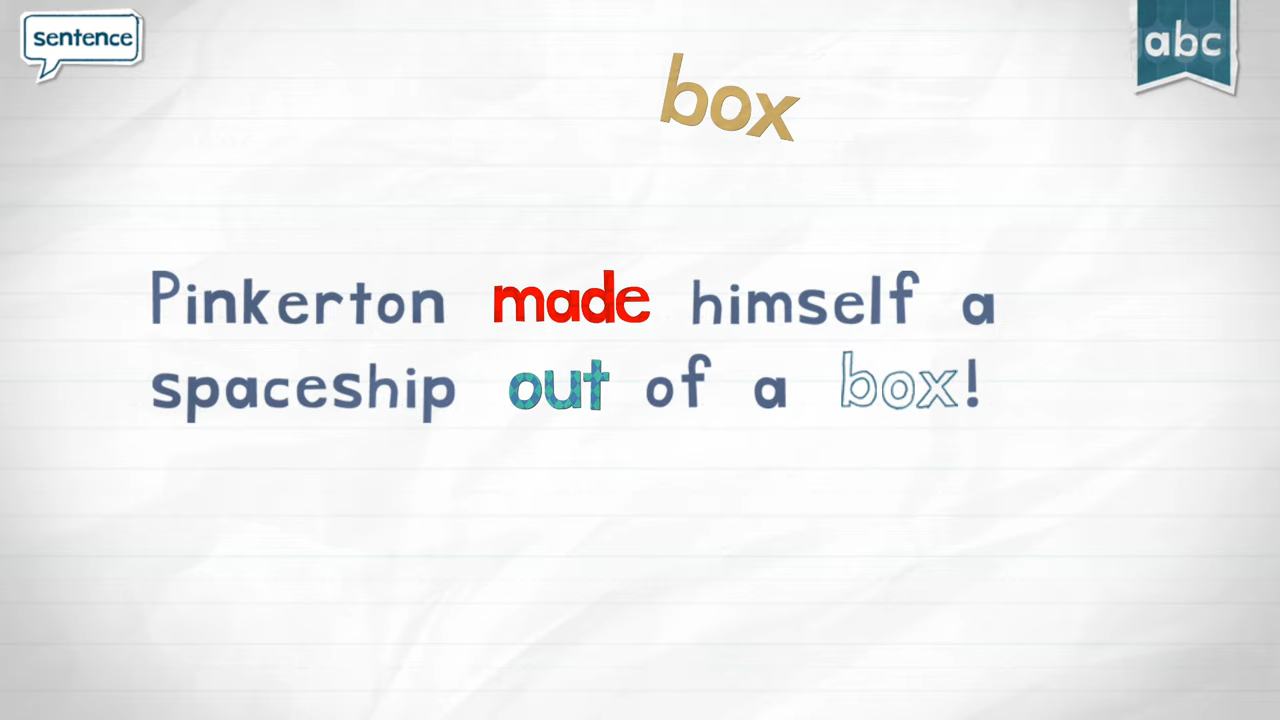 sentence
abc
box
Pinkerton made himself a
spaceship out of a box!